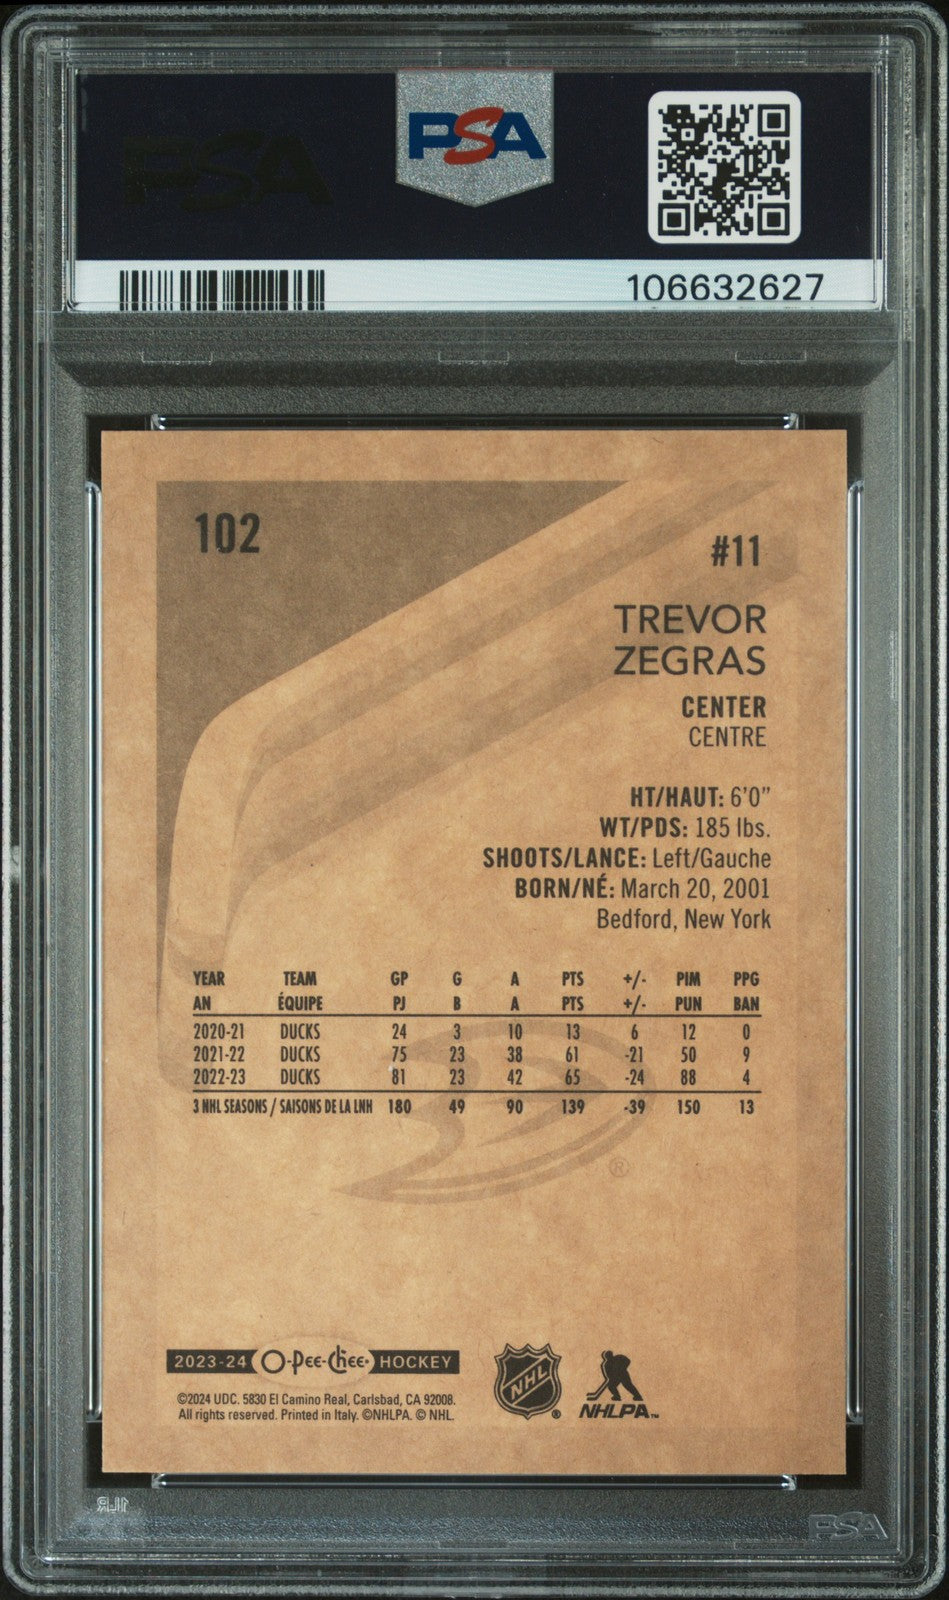 PSA
PSA
106632627
102
#11
TREVOR
ZEGRAS
CENTER
CENTRE
HT/HAUT: 6'0"
WT/PDS: 185 lbs.
SHOOTS/LANCE: Left/Gauche
BORN/NÉ: March 20, 2001
Bedford, New York
YEAR TEAM GP G A PTS +/- PIM PPG
AN ÉQUIPE PJ B A PTS +/- PUN BAN
2020-21 DUCKS 24 3 10 13 6 12 0
2021-22 DUCKS 75 23 38 61 -21 50 9
2022-23 DUCKS 81 23 42 65 -24 88 4
3 NHL SEASONS / SAISONS DE LA LNH 180 49 90 139 -39 150 13
®
2023-24 O-Pee-Chee HOCKEY
©2024 UDC. 5830 El Camino Real, Carlsbad, CA 92008.
All rights reserved. Printed in Italy. ©NHLPA. © NHL.
NHL ®
NHLPA™
PSA